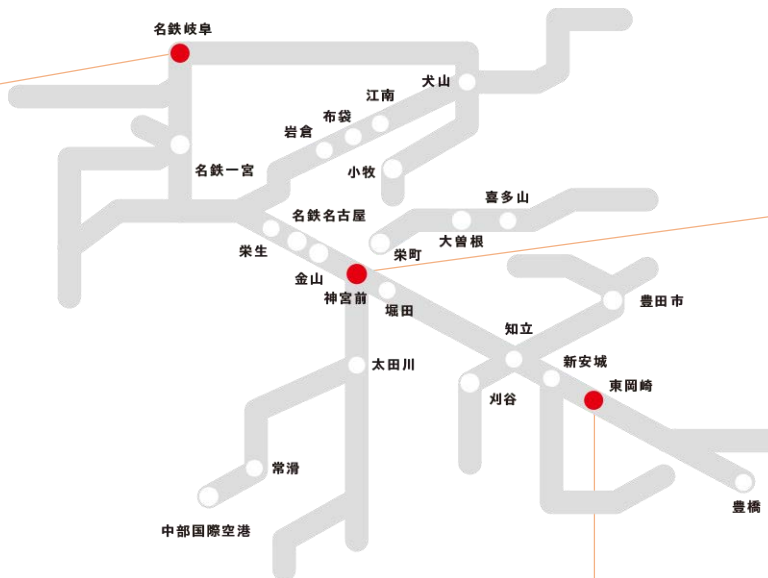 名鉄岐阜
犬山
江南
布袋
岩倉
名鉄一宮
小牧
喜多山
名鉄名古屋
大曽根
栄生
栄町
金山
神宮前
堀田
豊田市
知立
新安城
太田川
東岡崎
刈谷
常滑
豊橋
中部国際空港